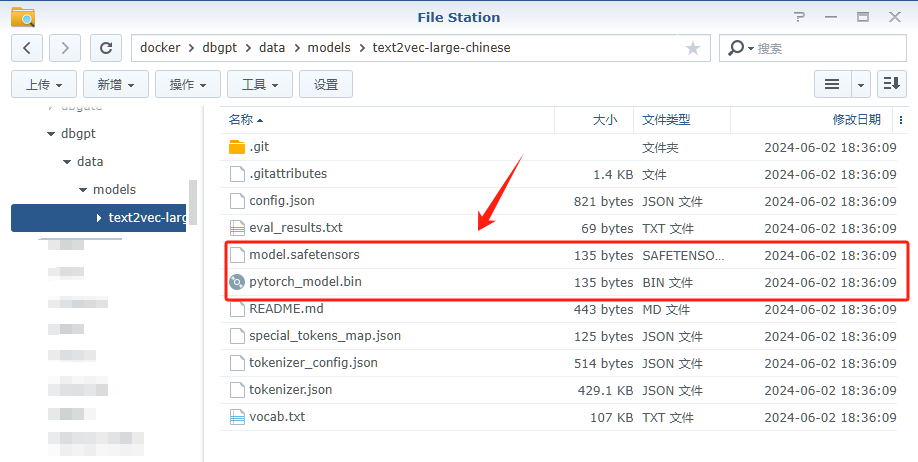 File Station
docker > dbgpt > data > models > text2vec-large-chinese
搜索
上传 新增 操作 工具 设置
dbgate
dbgpt
data
models
text2vec-larg
名称 大小 文件类型 修改日期
.git 文件夹 2024-06-02 18:36:09
.gitattributes 1.4 KB 文件 2024-06-02 18:36:09
config.json 821 bytes JSON 文件 2024-06-02 18:36:09
eval_results.txt 69 bytes TXT 文件 2024-06-02 18:36:09
model.safetensors 135 bytes SAFETENSO... 2024-06-02 18:36:09
pytorch_model.bin 135 bytes BIN 文件 2024-06-02 18:36:09
README.md 443 bytes MD 文件 2024-06-02 18:36:09
special_tokens_map.json 125 bytes JSON 文件 2024-06-02 18:36:09
tokenizer_config.json 514 bytes JSON 文件 2024-06-02 18:36:09
tokenizer.json 429.1 KB JSON 文件 2024-06-02 18:36:09
vocab.txt 107 KB TXT 文件 2024-06-02 18:36:09